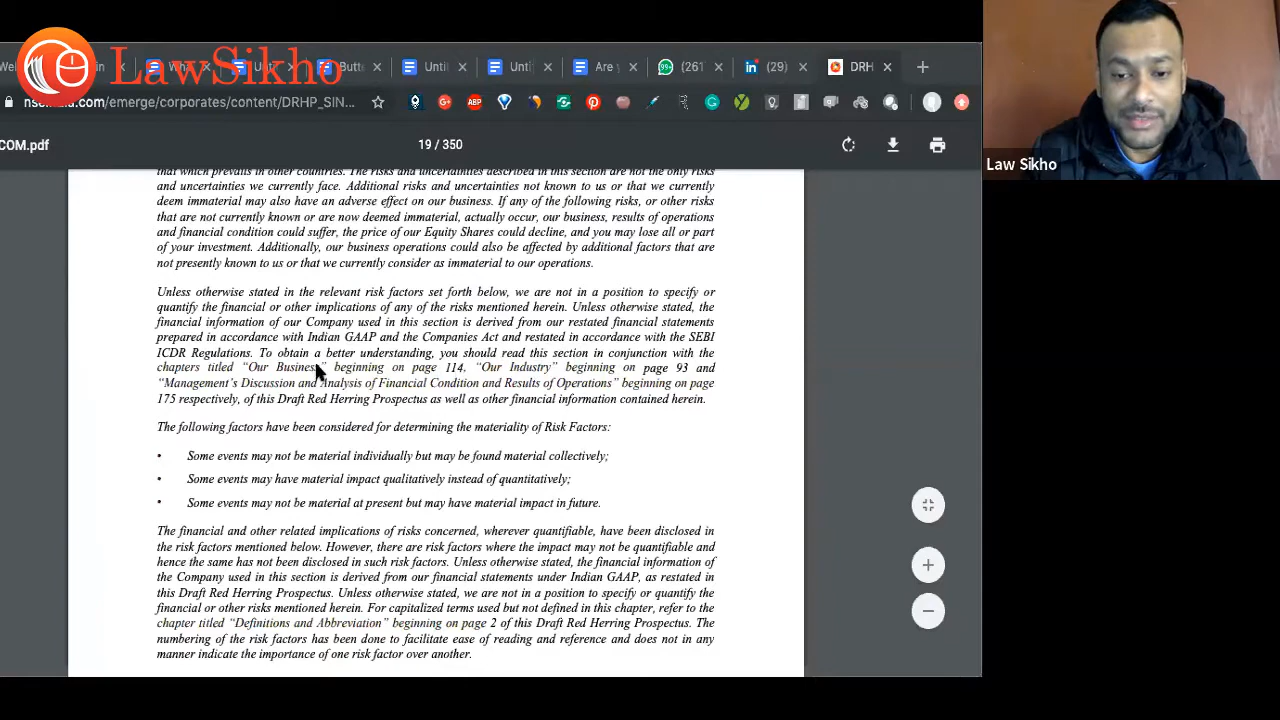 LawSikho
Untit
Unti
Are y
(261
(29)
DRH
/emerge/corporates/content/DRHP_SIN...
COM.pdf
19 / 350
Law Sikho
that which prevails in other countries. The risks and uncertainties described in this section are not the only risks
and uncertainties we currently face. Additional risks and uncertainties not known to us or that we currently
deem immaterial may also have an adverse effect on our business. If any of the following risks, or other risks
that are not currently known or are now deemed immaterial, actually occur, our business, results of operations
and financial condition could suffer, the price of our Equity Shares could decline, and you may lose all or part
of your investment. Additionally, our business operations could also be affected by additional factors that are
not presently known to us or that we currently consider as immaterial to our operations.
Unless otherwise stated in the relevant risk factors set forth below, we are not in a position to specify or
quantify the financial or other implications of any of the risks mentioned herein. Unless otherwise stated, the
financial information of our Company used in this section is derived from our restated financial statements
prepared in accordance with Indian GAAP and the Companies Act and restated in accordance with the SEBI
ICDR Regulations. To obtain a better understanding, you should read this section in conjunction with the
chapters titled “Our Business” beginning on page 114, “Our Industry” beginning on page 93 and
“Management’s Discussion and Analysis of Financial Condition and Results of Operations” beginning on page
175 respectively, of this Draft Red Herring Prospectus as well as other financial information contained herein.
The following factors have been considered for determining the materiality of Risk Factors:
• Some events may not be material individually but may be found material collectively;
• Some events may have material impact qualitatively instead of quantitatively;
• Some events may not be material at present but may have material impact in future.
The financial and other related implications of risks concerned, wherever quantifiable, have been disclosed in
the risk factors mentioned below. However, there are risk factors where the impact may not be quantifiable and
hence the same has not been disclosed in such risk factors. Unless otherwise stated, the financial information of
the Company used in this section is derived from our financial statements under Indian GAAP, as restated in
this Draft Red Herring Prospectus. Unless otherwise stated, we are not in a position to specify or quantify the
financial or other risks mentioned herein. For capitalized terms used but not defined in this chapter, refer to the
chapter titled “Definitions and Abbreviation” beginning on page 2 of this Draft Red Herring Prospectus. The
numbering of the risk factors has been done to facilitate ease of reading and reference and does not in any
manner indicate the importance of one risk factor over another.